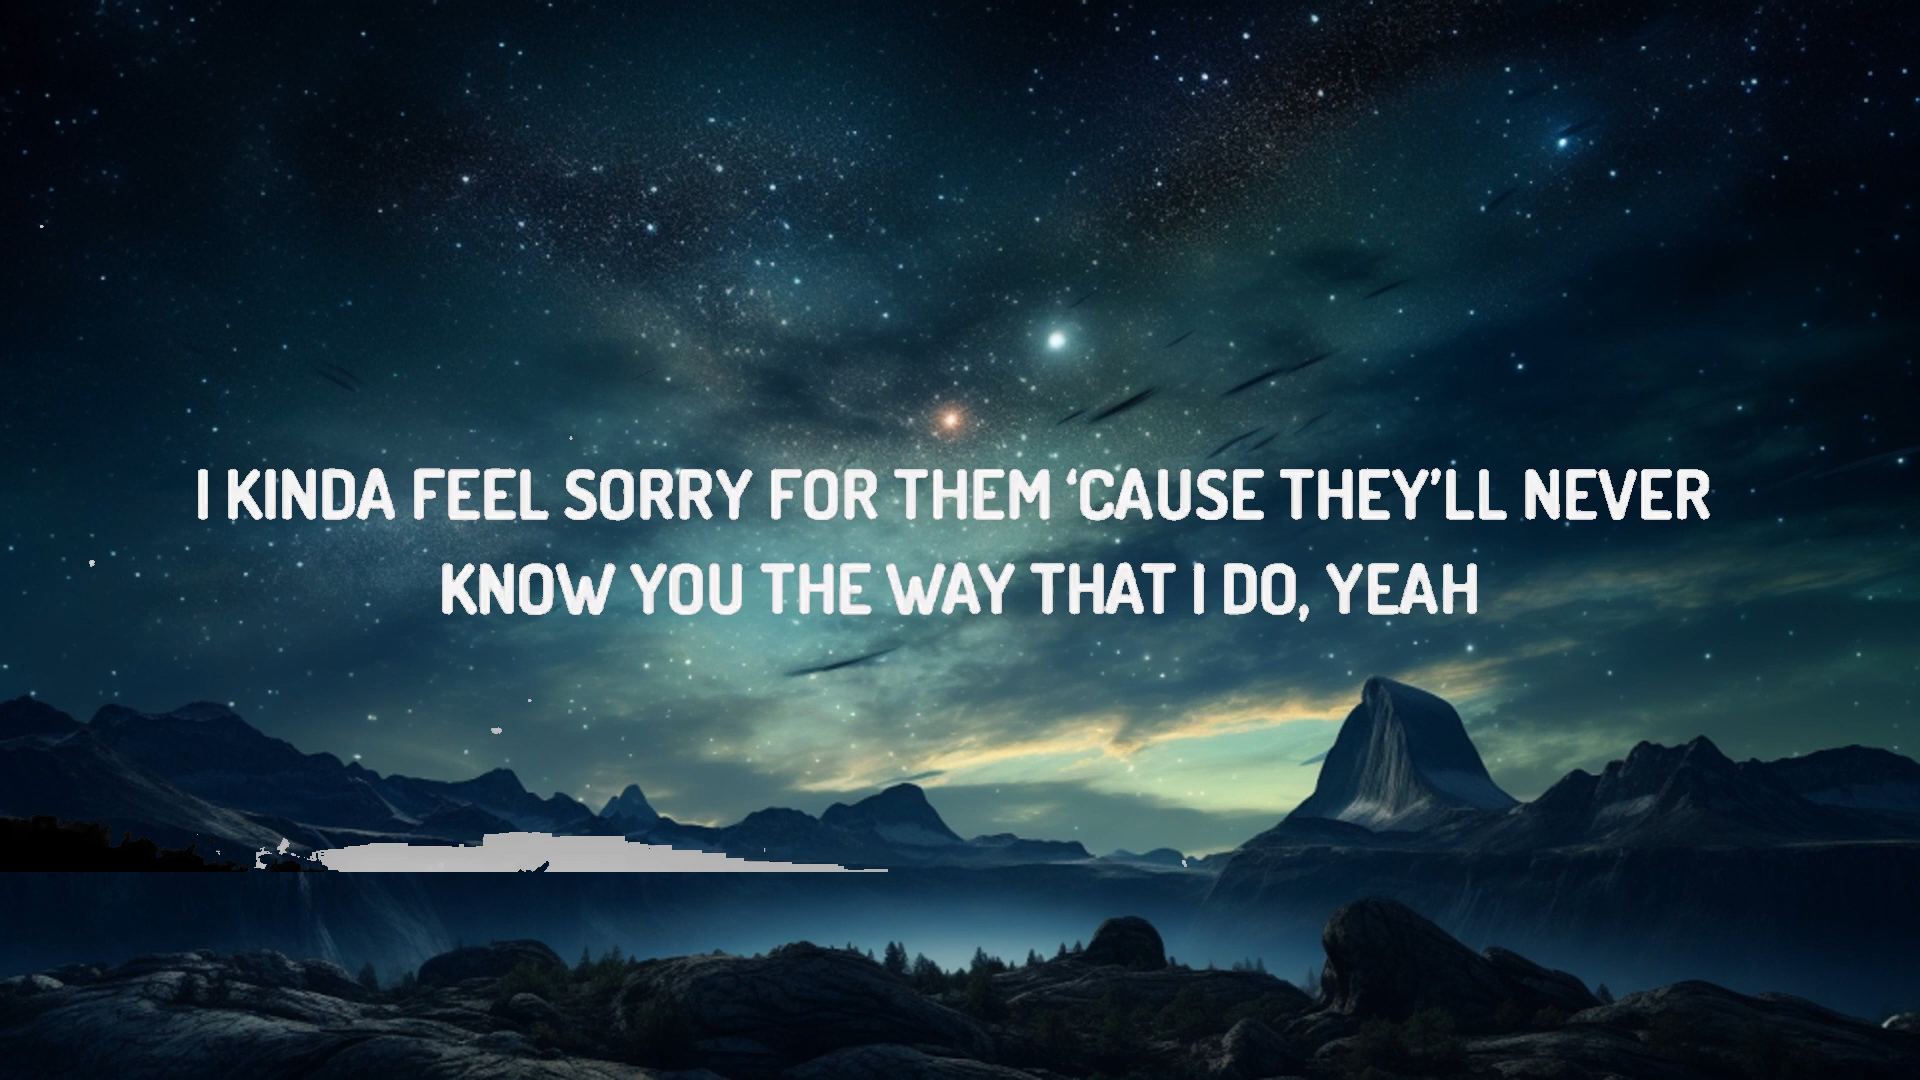 I KINDA FEEL SORRY FOR THEM ‘CAUSE THEY’LL NEVER
KNOW YOU THE WAY THAT I DO, YEAH